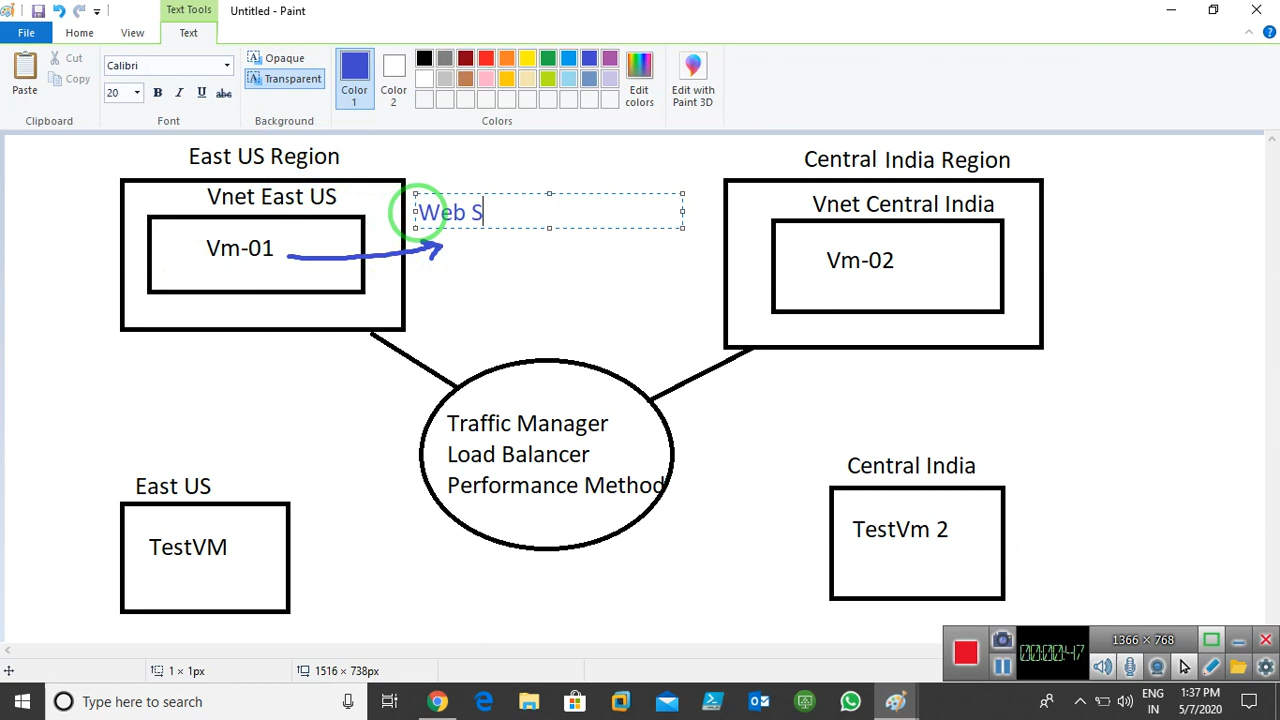 Text Tools
Untitled - Paint
File
Home
View
Text
Paste
Cut
Copy
Clipboard
Calibri
20
B I U abc
Font
Opaque
Transparent
Background
Color 1
Color 2
Edit colors
Colors
Edit with Paint 3D
East US Region
Vnet East US
Vm-01
Web S
Central India Region
Vnet Central India
Vm-02
Traffic Manager
Load Balancer
Performance Method
East US
TestVM
Central India
TestVm 2
00:00:47
1366 × 768
1 × 1px
1516 × 738px
Type here to search
ENG
IN
1:37 PM
5/7/2020